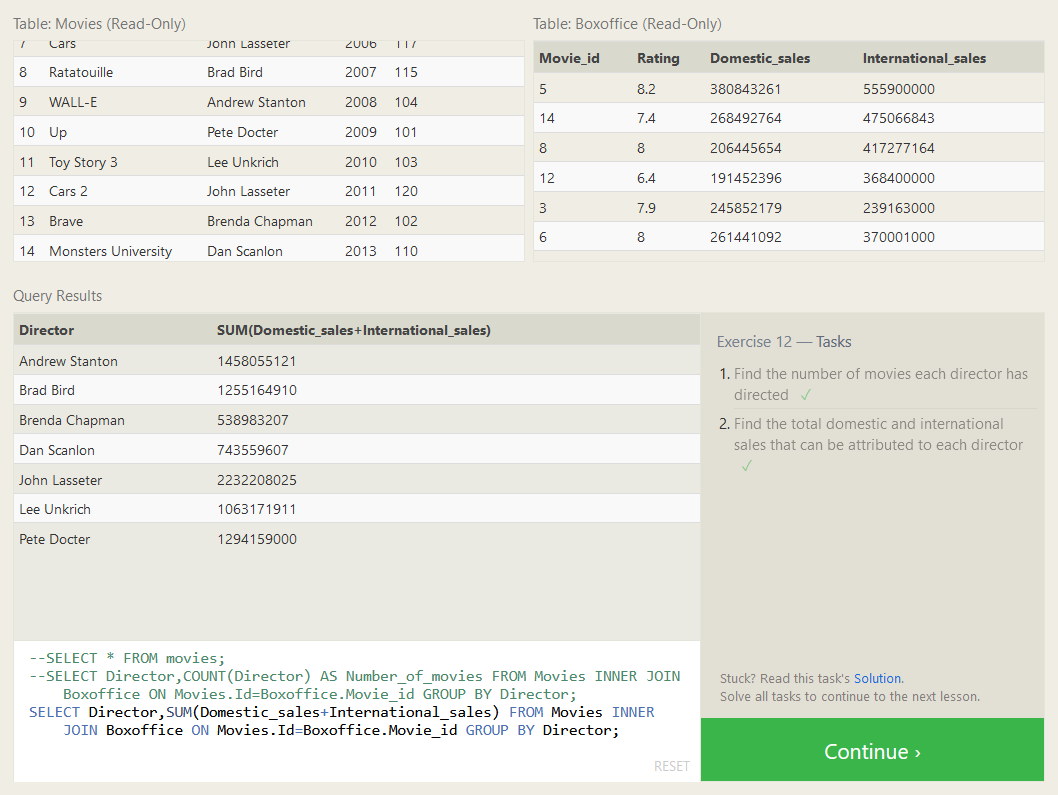 Table: Movies (Read-Only)
7 Cars John Lasseter 2006 117
8 Ratatouille Brad Bird 2007 115
9 WALL-E Andrew Stanton 2008 104
10 Up Pete Docter 2009 101
11 Toy Story 3 Lee Unkrich 2010 103
12 Cars 2 John Lasseter 2011 120
13 Brave Brenda Chapman 2012 102
14 Monsters University Dan Scanlon 2013 110
Table: Boxoffice (Read-Only)
Movie_id Rating Domestic_sales International_sales
5 8.2 380843261 555900000
14 7.4 268492764 475066843
8 8 206445654 417277164
12 6.4 191452396 368400000
3 7.9 245852179 239163000
6 8 261441092 370001000
Query Results
Director SUM(Domestic_sales+International_sales)
Andrew Stanton 1458055121
Brad Bird 1255164910
Brenda Chapman 538983207
Dan Scanlon 743559607
John Lasseter 2232208025
Lee Unkrich 1063171911
Pete Docter 1294159000
--SELECT * FROM movies;
--SELECT Director,COUNT(Director) AS Number_of_movies FROM Movies INNER JOIN
Boxoffice ON Movies.Id=Boxoffice.Movie_id GROUP BY Director;
SELECT Director,SUM(Domestic_sales+International_sales) FROM Movies INNER
JOIN Boxoffice ON Movies.Id=Boxoffice.Movie_id GROUP BY Director;
RESET
Exercise 12 — Tasks
1. Find the number of movies each director has
directed ✓
2. Find the total domestic and international
sales that can be attributed to each director
✓
Stuck? Read this task's Solution.
Solve all tasks to continue to the next lesson.
Continue ›